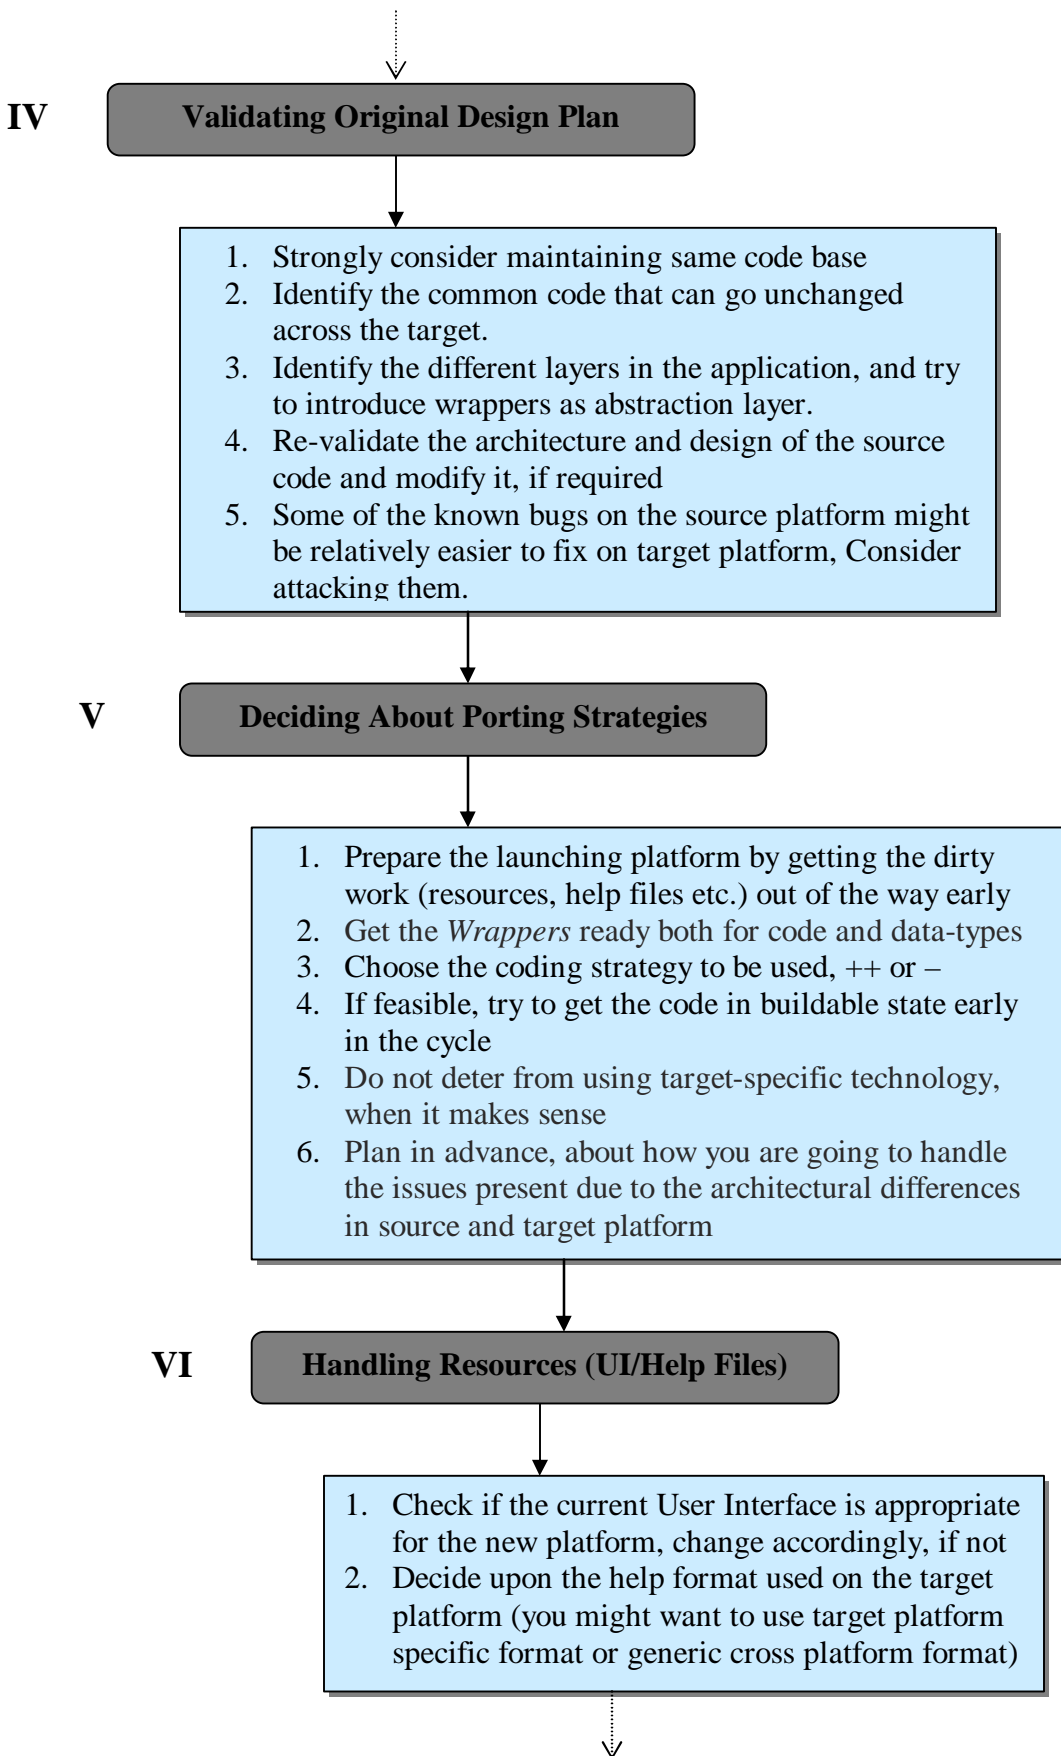 IV
Validating Original Design Plan
1. Strongly consider maintaining same code base
2. Identify the common code that can go unchanged
across the target.
3. Identify the different layers in the application, and try
to introduce wrappers as abstraction layer.
4. Re-validate the architecture and design of the source
code and modify it, if required
5. Some of the known bugs on the source platform might
be relatively easier to fix on target platform, Consider
attacking them.
V
Deciding About Porting Strategies
1. Prepare the launching platform by getting the dirty
work (resources, help files etc.) out of the way early
2. Get the Wrappers ready both for code and data-types
3. Choose the coding strategy to be used, ++ or –
4. If feasible, try to get the code in buildable state early
in the cycle
5. Do not deter from using target-specific technology,
when it makes sense
6. Plan in advance, about how you are going to handle
the issues present due to the architectural differences
in source and target platform
VI
Handling Resources (UI/Help Files)
1. Check if the current User Interface is appropriate
for the new platform, change accordingly, if not
2. Decide upon the help format used on the target
platform (you might want to use target platform
specific format or generic cross platform format)